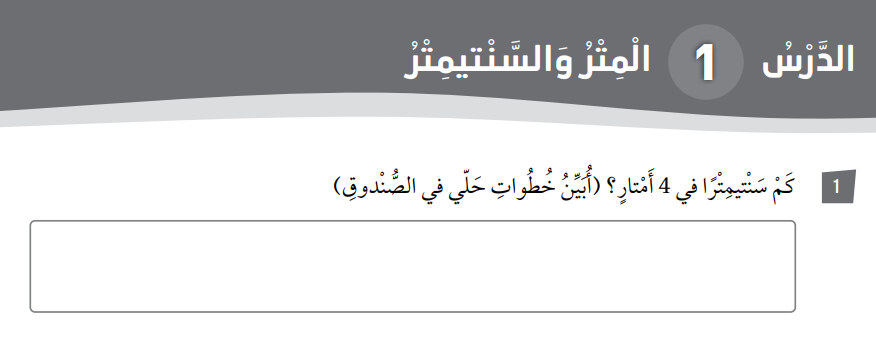 الدَّرْسُ 1 الْمِتْرُ وَالسَّنْتيمِتْرُ
1 كَمْ سَنْتيمِتْرًا في 4 أَمْتارٍ؟ (أُبَيِّنُ خُطُواتِ حَلّي في الصُّنْدوقِ)